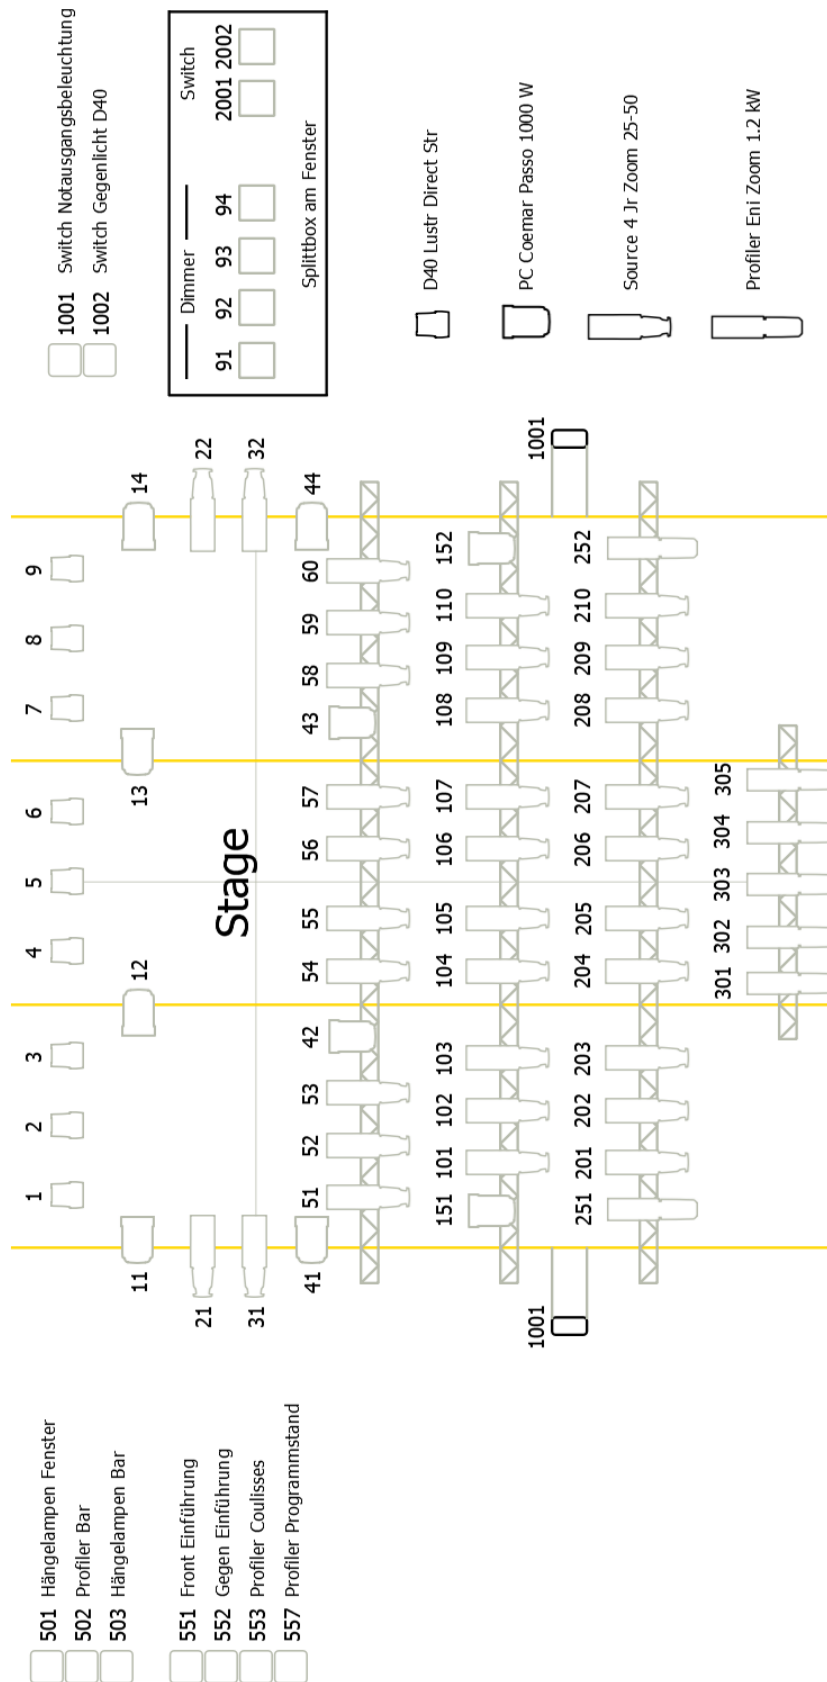 501 Hängelampen Fenster
502 Profiler Bar
503 Hängelampen Bar
551 Front Einführung
552 Gegen Einführung
553 Profiler Coulisses
557 Profiler Programmstand
1 2 3 4 5 6 7 8 9
11 12 13 14
21 22
Stage
31 32
41 42 43 44
51 52 53 54 55 56 57 58 59 60
151 101 102 103 104 105 106 107 108 109 110 152
1001 1001
251 201 202 203 204 205 206 207 208 209 210 252
301 302 303 304 305
1001 Switch Notausgangsbeleuchtung
1002 Switch Gegenlicht D40
Dimmer Switch
91 92 93 94 2001 2002
Splittbox am Fenster
D40 Lustr Direct Str
PC Coemar Passo 1000 W
Source 4 Jr Zoom 25-50
Profiler Eni Zoom 1.2 kW